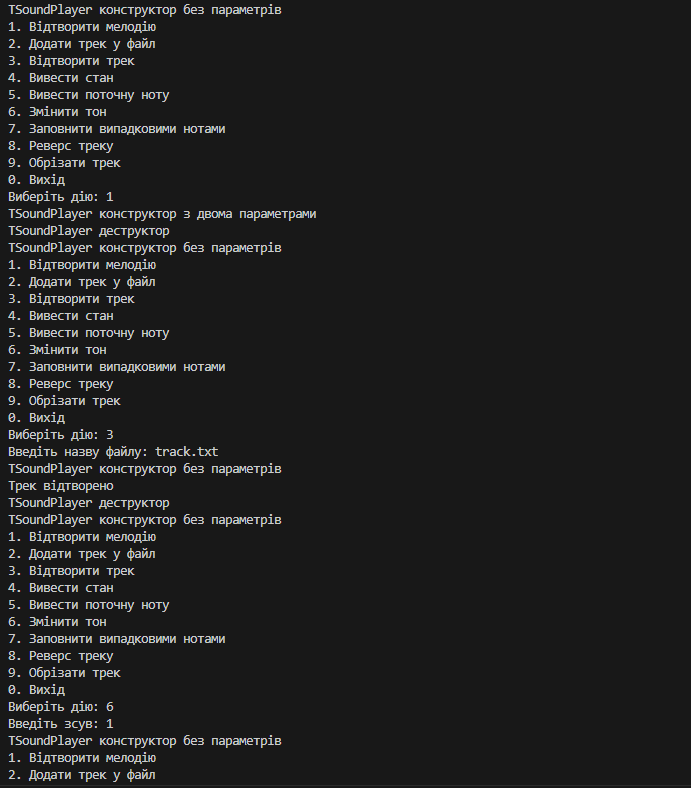 TSoundPlayer конструктор без параметрів
1. Відтворити мелодію
2. Додати трек у файл
3. Відтворити трек
4. Вивести стан
5. Вивести поточну ноту
6. Змінити тон
7. Заповнити випадковими нотами
8. Реверс треку
9. Обрізати трек
0. Вихід
Виберіть дію: 1
TSoundPlayer конструктор з двома параметрами
TSoundPlayer деструктор
TSoundPlayer конструктор без параметрів
1. Відтворити мелодію
2. Додати трек у файл
3. Відтворити трек
4. Вивести стан
5. Вивести поточну ноту
6. Змінити тон
7. Заповнити випадковими нотами
8. Реверс треку
9. Обрізати трек
0. Вихід
Виберіть дію: 3
Введіть назву файлу: track.txt
TSoundPlayer конструктор без параметрів
Трек відтворено
TSoundPlayer деструктор
TSoundPlayer конструктор без параметрів
1. Відтворити мелодію
2. Додати трек у файл
3. Відтворити трек
4. Вивести стан
5. Вивести поточну ноту
6. Змінити тон
7. Заповнити випадковими нотами
8. Реверс треку
9. Обрізати трек
0. Вихід
Виберіть дію: 6
Введіть зсув: 1
TSoundPlayer конструктор без параметрів
1. Відтворити мелодію
2. Додати трек у файл